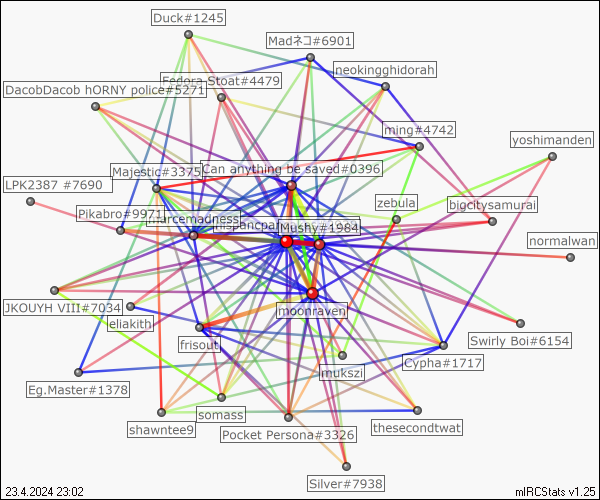 Duck#1245
Madネコ#6901
neokingghidorah
Fedora Stoat#4479
DacobDacob hORNY police#5271
ming#4742
yoshimanden
Can anything be saved#0396
Majestic#3375
LPK2387 #7690
zebula
bigcitysamurai
Pikabro#9971
marcemadness
Mushy#1984
normalwan
JKOUYH VIII#7034
moonraven
eliakith
frisout
Swirly Boi#6154
Cypha#1717
mukszi
Eg.Master#1378
somass
shawntee9
Pocket Persona#3326
thesecondtwat
Silver#7938
23.4.2024 23:02
mIRCStats v1.25